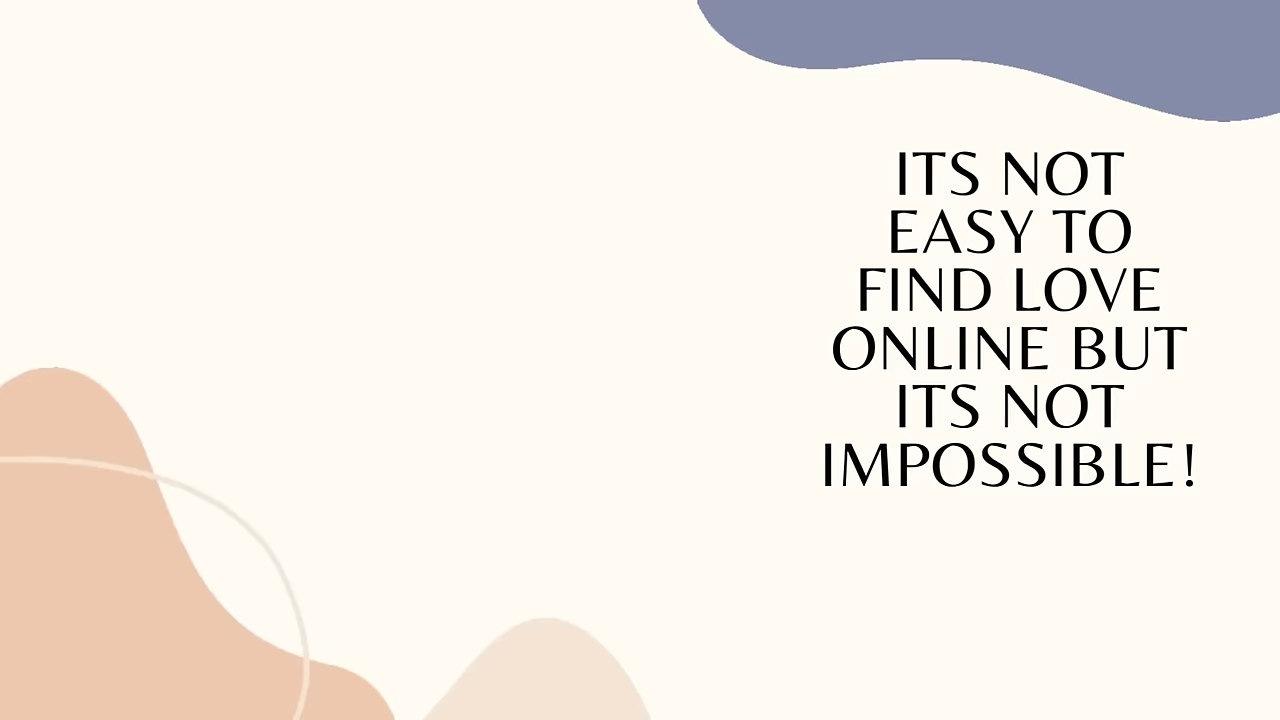 ITS NOT
EASY TO
FIND LOVE
ONLINE BUT
ITS NOT
IMPOSSIBLE!